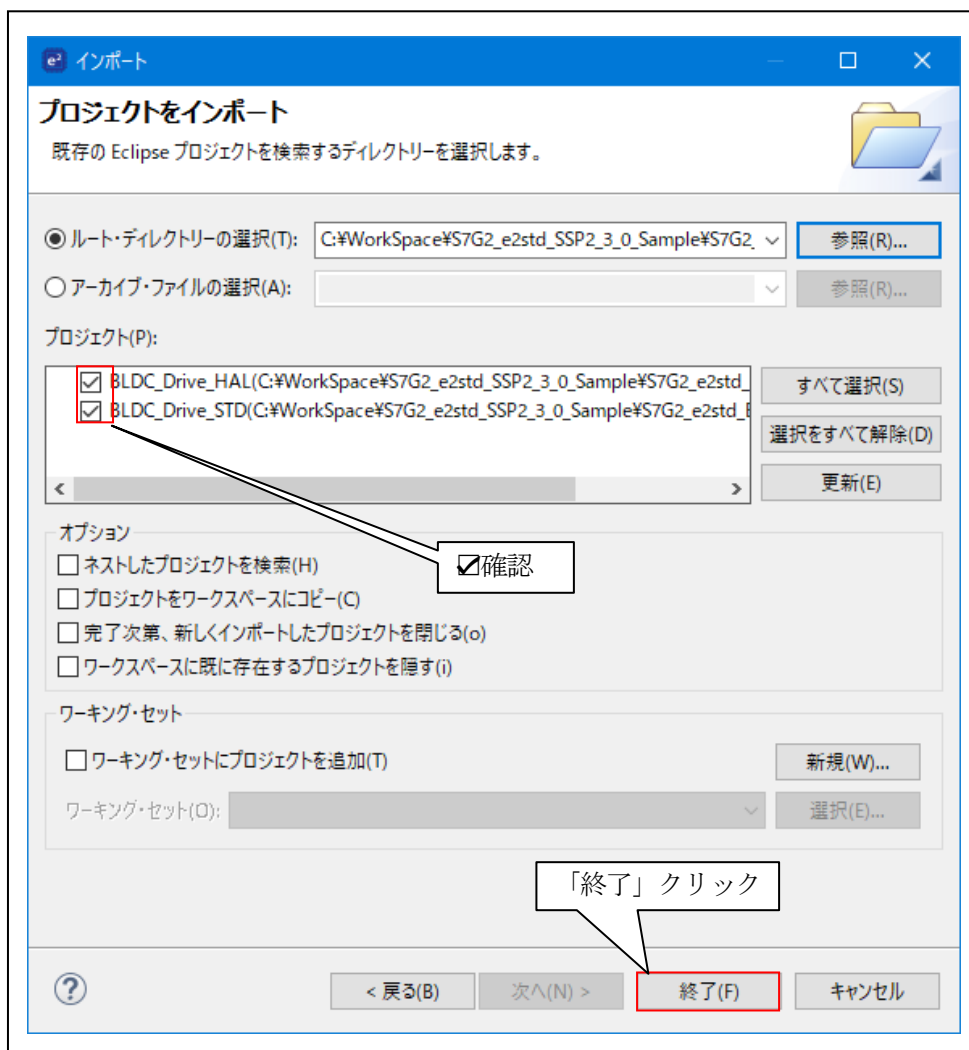 e² インポート
プロジェクトをインポート
既存の Eclipse プロジェクトを検索するディレクトリーを選択します。
ルート・ディレクトリーの選択(T): C:¥WorkSpace¥S7G2_e2std_SSP2_3_0_Sample¥S7G2_ 参照(R)...
アーカイブ・ファイルの選択(A): 参照(R)...
プロジェクト(P):
BLDC_Drive_HAL(C:¥WorkSpace¥S7G2_e2std_SSP2_3_0_Sample¥S7G2_e2std_ すべて選択(S)
BLDC_Drive_STD(C:¥WorkSpace¥S7G2_e2std_SSP2_3_0_Sample¥S7G2_e2std_ 選択をすべて解除(D)
更新(E)
オプション
ネストしたプロジェクトを検索(H)
☑確認
プロジェクトをワークスペースにコピー(C)
完了次第、新しくインポートしたプロジェクトを閉じる(o)
ワークスペースに既に存在するプロジェクトを隠す(i)
ワーキング・セット
ワーキング・セットにプロジェクトを追加(T) 新規(W)...
ワーキング・セット(O): 選択(E)...
「終了」クリック
? < 戻る(B) 次へ(N) > 終了(F) キャンセル